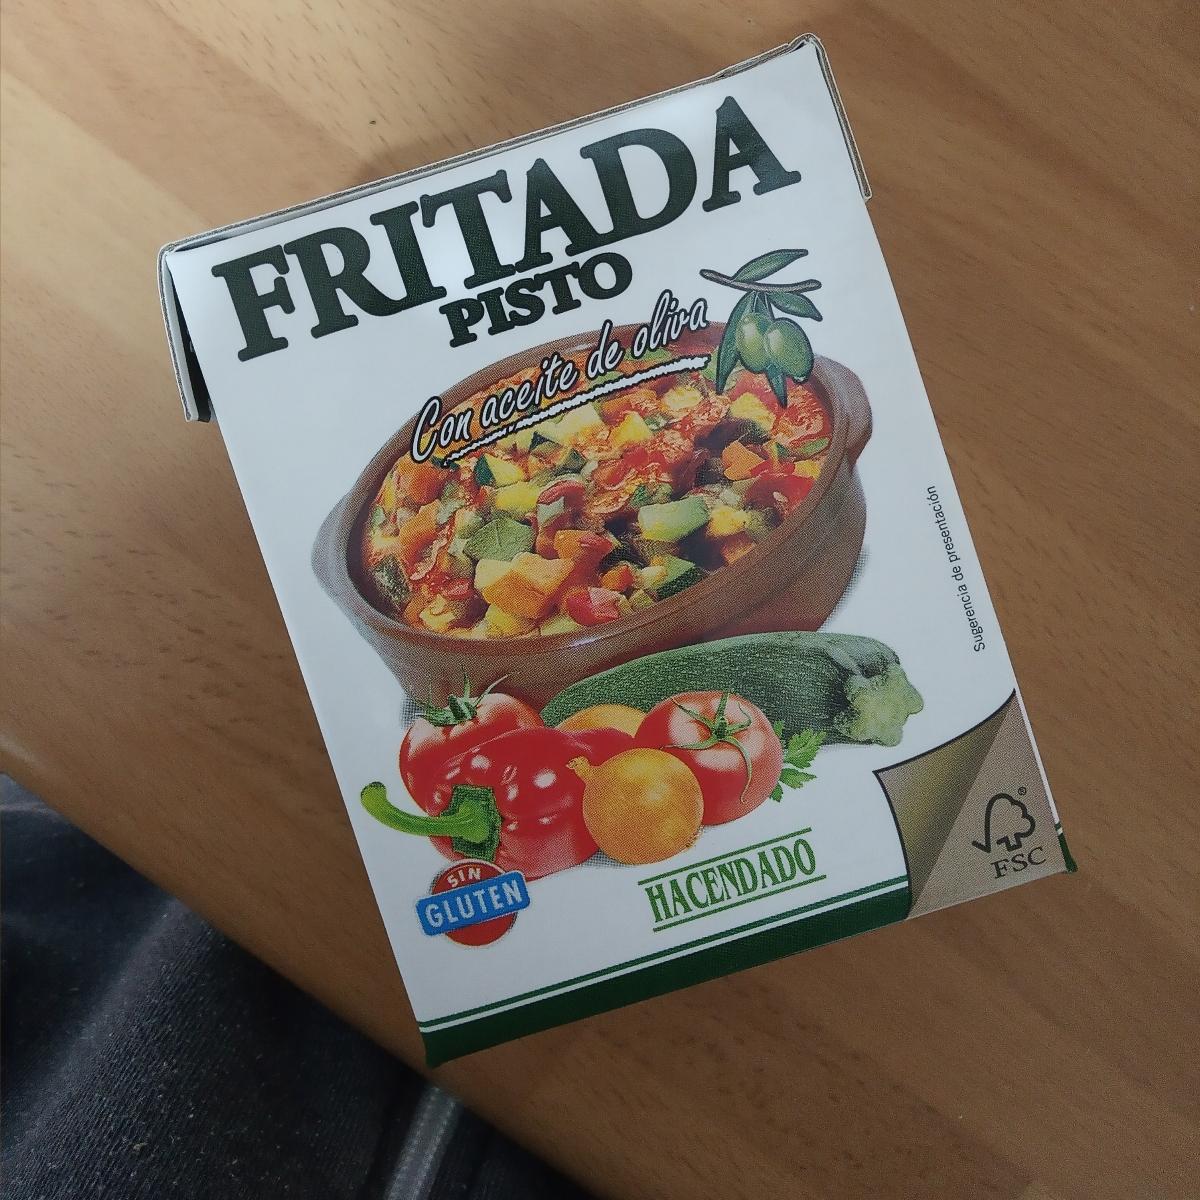 FRITADA
PISTO
Con aceite de oliva
Sugerencia de presentación
SIN
GLUTEN
HACENDADO
®
FSC